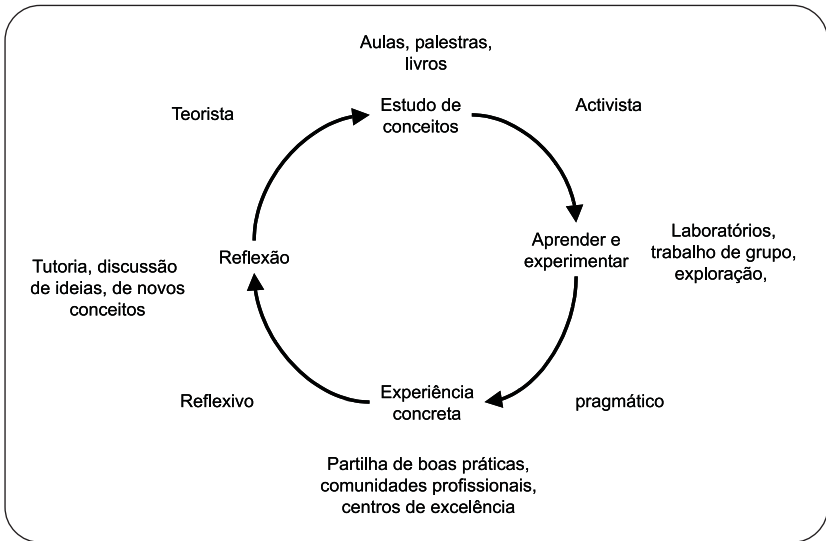 Aulas, palestras,
livros
Teorista
Estudo de
conceitos
Activista
Tutoria, discussão
de ideias, de novos
conceitos
Reflexão
Aprender e
experimentar
Laboratórios,
trabalho de grupo,
exploração,
Reflexivo
Experiência
concreta
pragmático
Partilha de boas práticas,
comunidades profissionais,
centros de excelência